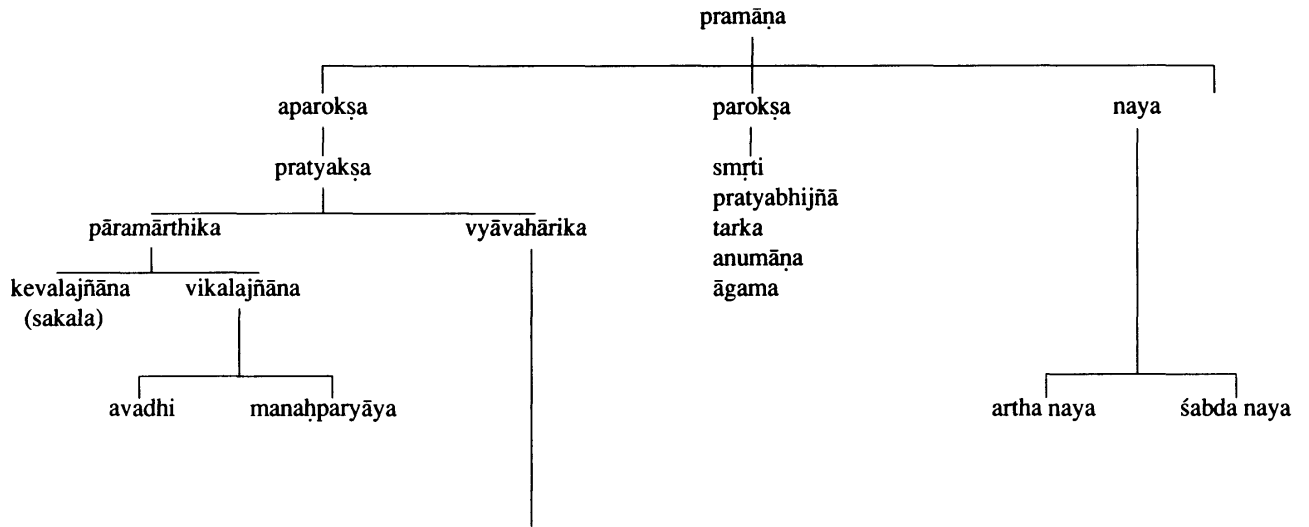 pramāṇa
aparokṣa parokṣa naya
pratyakṣa
smṛti
pratyabhijñā
tarka
anumāṇa
āgama
pāramārthika vyāvahārika
kevalajñāna vikalajñāna
(sakala)
avadhi manaḥparyāya
artha naya śabda naya